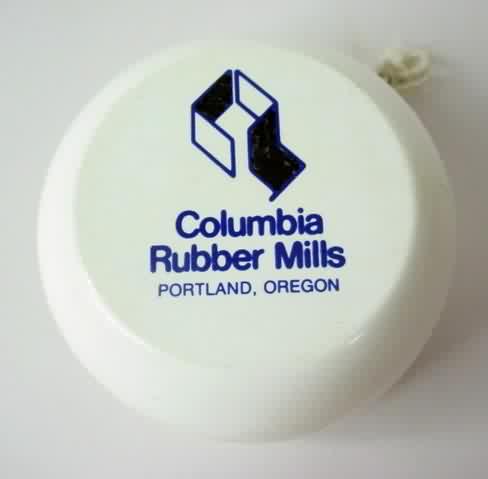 Columbia
Rubber Mills
PORTLAND, OREGON